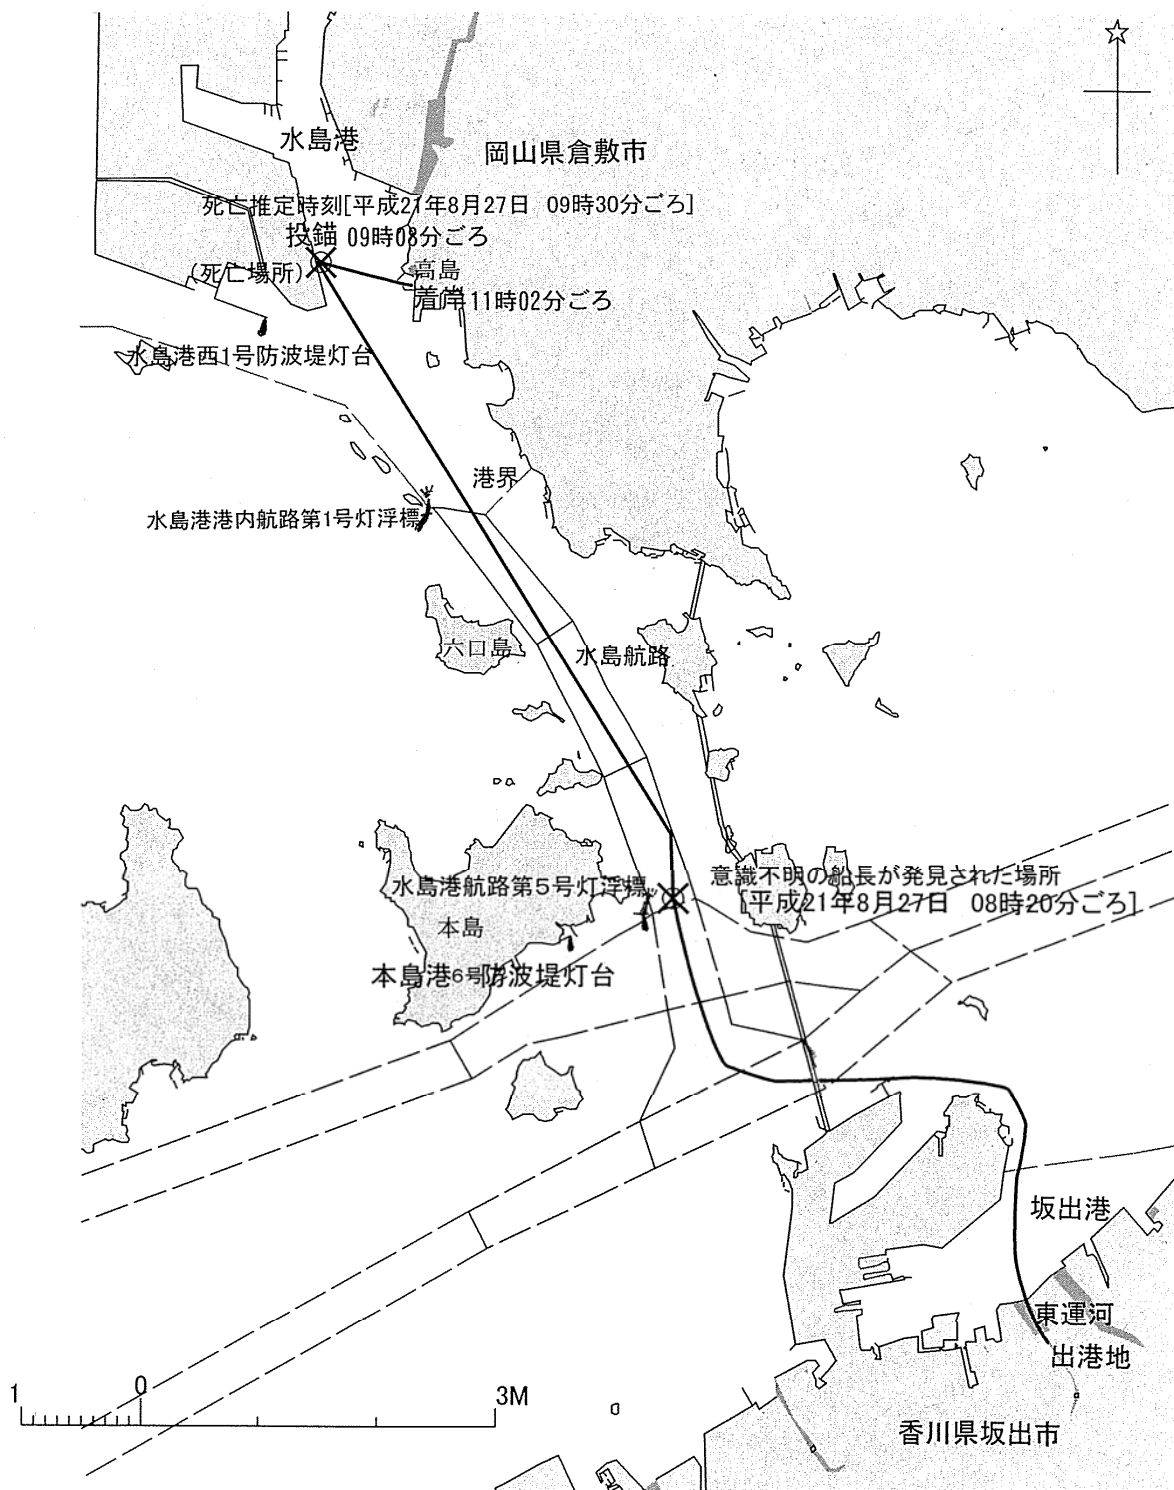 水島港
岡山県倉敷市
死亡推定時刻[平成21年8月27日 09時30分ごろ]
投錨 09時08分ごろ
(死亡場所)
高島
着岸11時02分ごろ
水島港西1号防波堤灯台
港界
水島港港内航路第1号灯浮標
六口島
水島航路
水島港航路第5号灯浮標
意識不明の船長が発見された場所
[平成21年8月27日 08時20分ごろ]
本島
本島港6号防波堤灯台
坂出港
東運河
出港地
1 0 3M
香川県坂出市